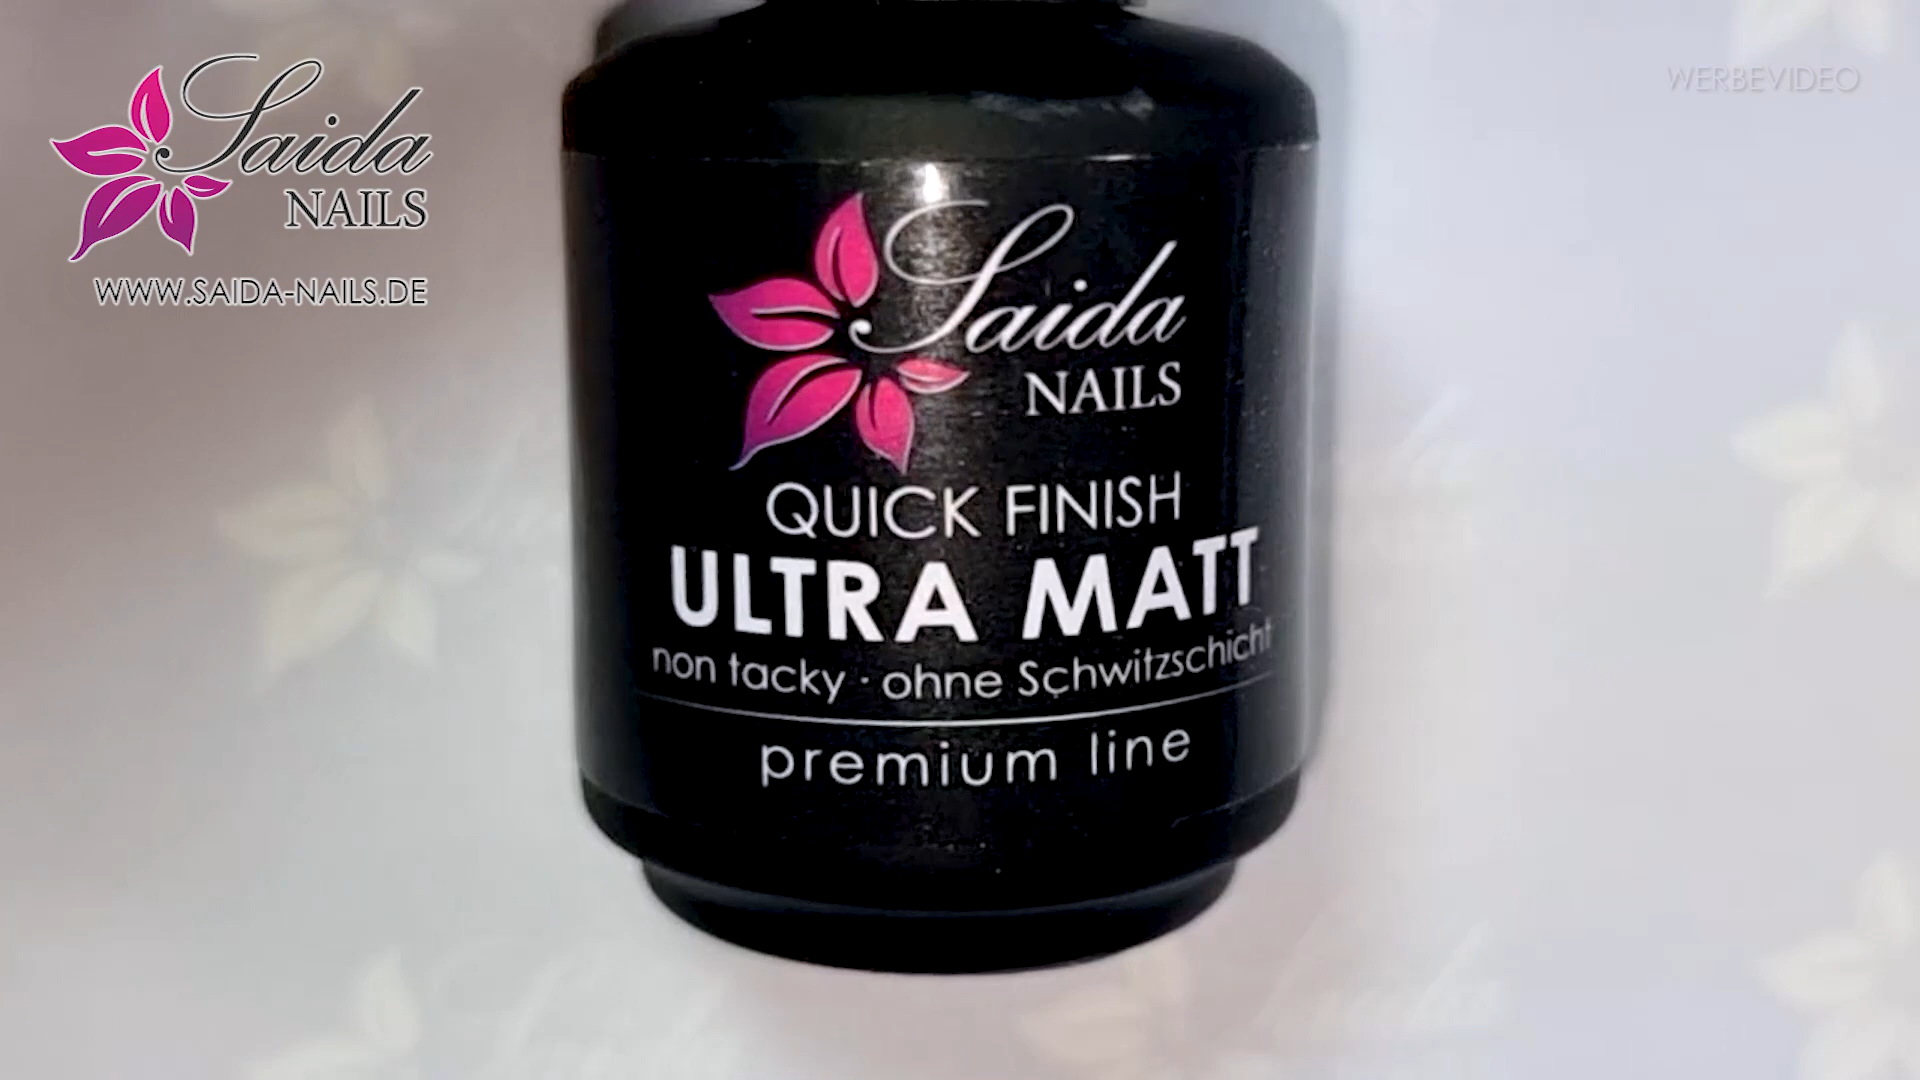 Saida
NAILS
WWW.SAIDA-NAILS.DE
WERBEVIDEO
Saida
NAILS
QUICK FINISH
ULTRA MATT
non tacky · ohne Schwitzschicht
premium line